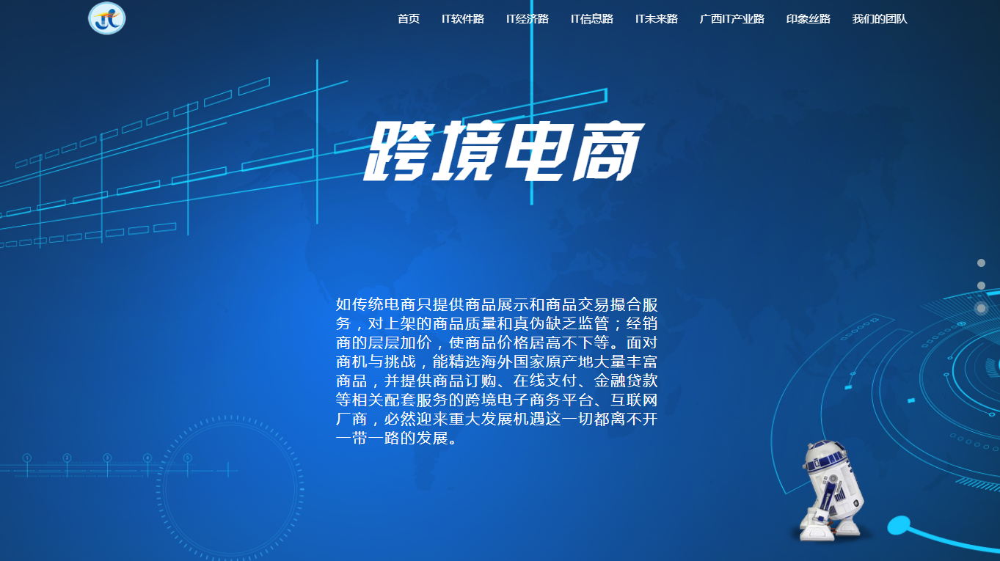 首页 IT软件路 IT经济路 IT信息路 IT未来路 广西IT产业路 印象丝路 我们的团队
跨境电商
如传统电商只提供商品展示和商品交易撮合服
务，对上架的商品质量和真伪缺乏监管；经销
商的层层加价，使商品价格居高不下等。面对
商机与挑战，能精选海外国家原产地大量丰富
商品，并提供商品订购、在线支付、金融贷款
等相关配套服务的跨境电子商务平台、互联网
厂商，必然迎来重大发展机遇这一切都离不开
一带一路的发展。
1 2 3 4 5